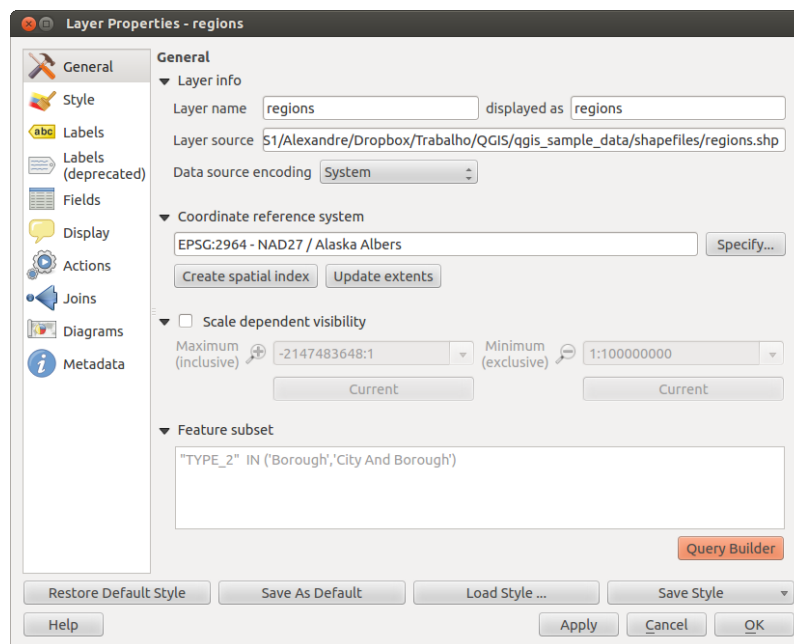 Layer Properties - regions
General
Style
abc Labels
Labels
(deprecated)
Fields
Display
Actions
Joins
Diagrams
Metadata
General
Layer info
Layer name regions displayed as regions
Layer source S1/Alexandre/Dropbox/Trabalho/QGIS/qgis_sample_data/shapefiles/regions.shp
Data source encoding System
Coordinate reference system
EPSG:2964 - NAD27 / Alaska Albers Specify...
Create spatial index Update extents
Scale dependent visibility
Maximum
(inclusive) -2147483648:1 Minimum
(exclusive) 1:100000000
Current Current
Feature subset
"TYPE_2" IN ('Borough','City And Borough')
Query Builder
Restore Default Style Save As Default Load Style ... Save Style
Help Apply Cancel OK